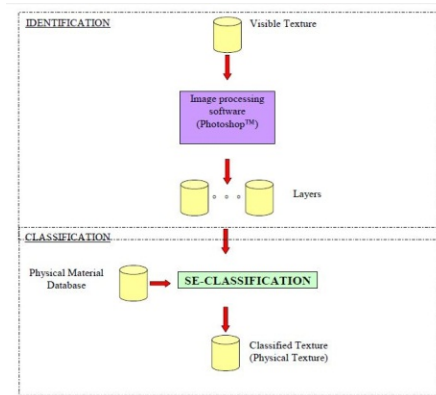 IDENTIFICATION
Visible Texture
Image processing
software
(Photoshop™)
Layers
CLASSIFICATION
Physical Material
Database
SE-CLASSIFICATION
Classified Texture
(Physical Texture)